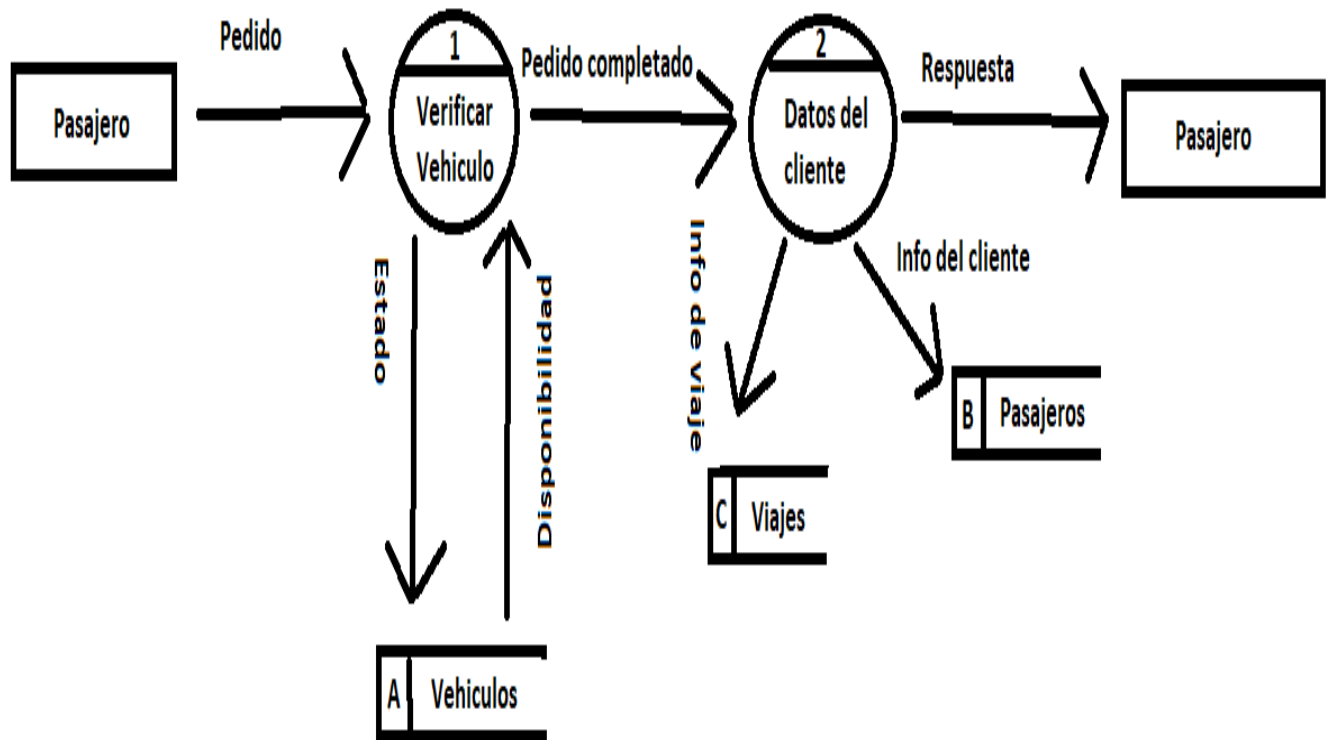 Pedido
Pasajero
1
Verificar
Vehiculo
Pedido completado
2
Datos del
cliente
Respuesta
Pasajero
Estado
Disponibilidad
Info de viaje
Info del cliente
B Pasajeros
C Viajes
A Vehiculos